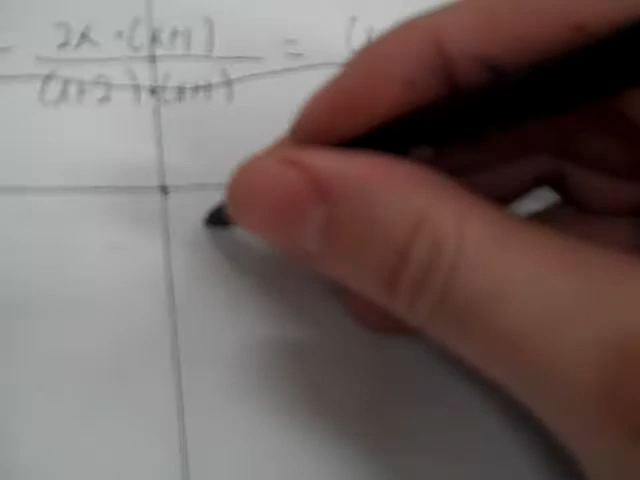 - 2x · (x+1) / (x+2) · (x+1) = (x